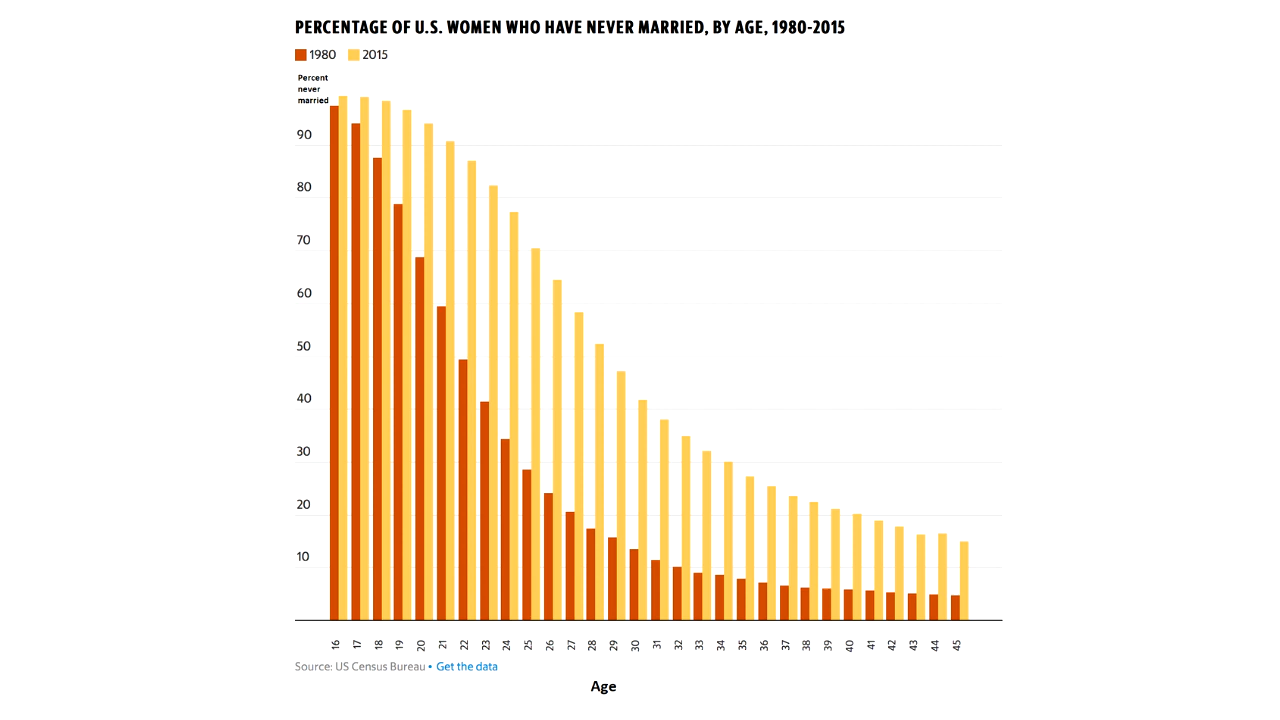 PERCENTAGE OF U.S. WOMEN WHO HAVE NEVER MARRIED, BY AGE, 1980-2015
1980 2015
Percent
never
married
90
80
70
60
50
40
30
20
10
16 17 18 19 20 21 22 23 24 25 26 27 28 29 30 31 32 33 34 35 36 37 38 39 40 41 42 43 44 45
Source: US Census Bureau • Get the data
Age